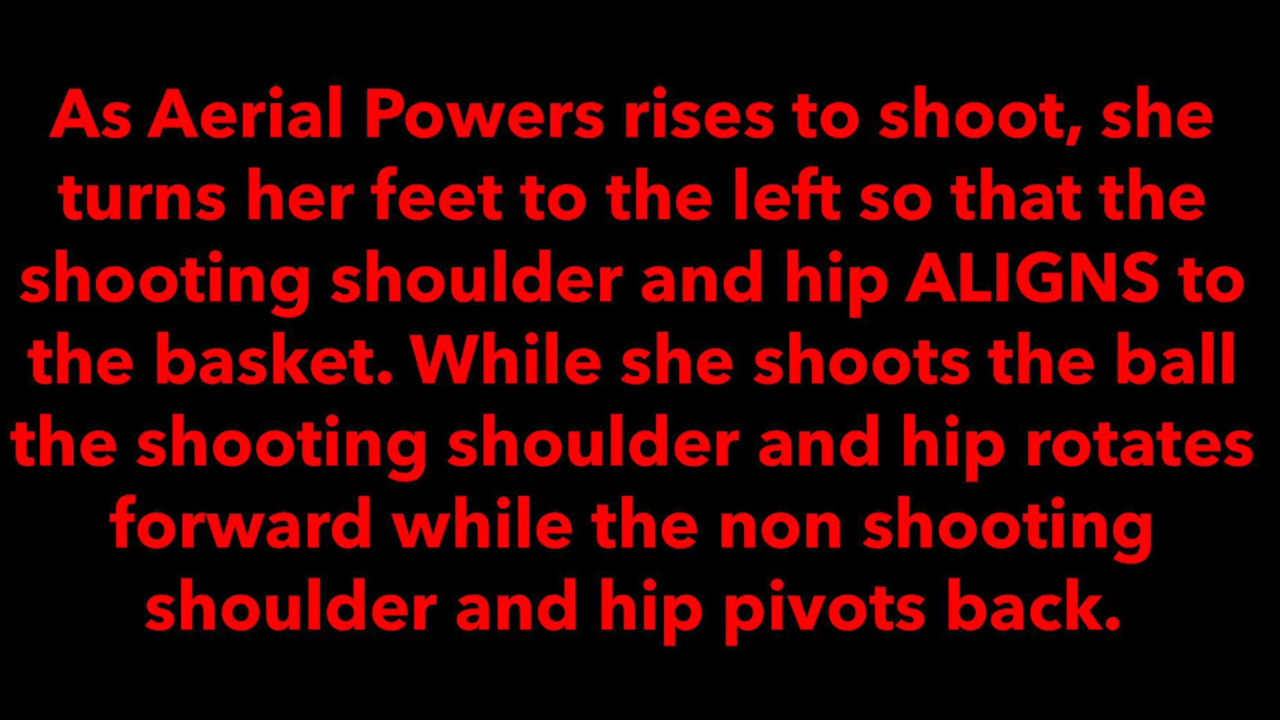 As Aerial Powers rises to shoot, she
turns her feet to the left so that the
shooting shoulder and hip ALIGNS to
the basket. While she shoots the ball
the shooting shoulder and hip rotates
forward while the non shooting
shoulder and hip pivots back.